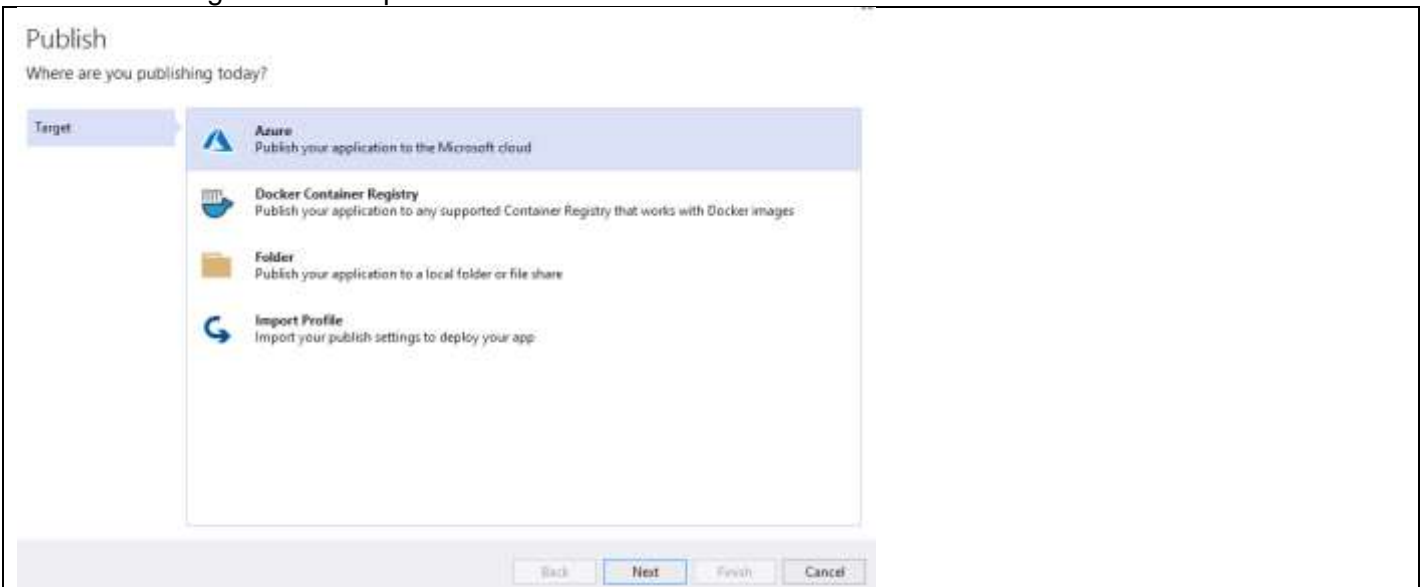 Publish
Where are you publishing today?
Target
Azure
Publish your application to the Microsoft cloud
Docker Container Registry
Publish your application to any supported Container Registry that works with Docker images
Folder
Publish your application to a local folder or file share
Import Profile
Import your publish settings to deploy your app
Back Next Finish Cancel